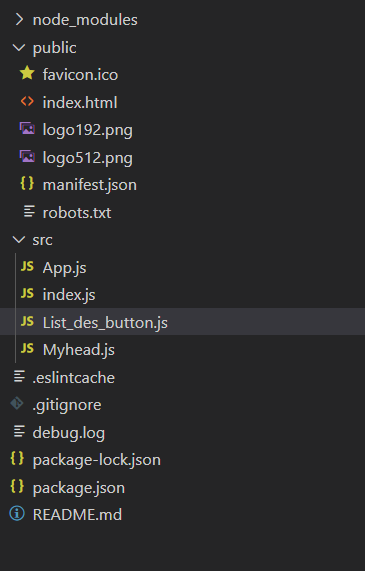 node_modules
public
favicon.ico
index.html
logo192.png
logo512.png
{ } manifest.json
robots.txt
src
JS App.js
JS index.js
JS List_des_button.js
JS Myhead.js
.eslintcache
.gitignore
debug.log
{ } package-lock.json
{ } package.json
README.md